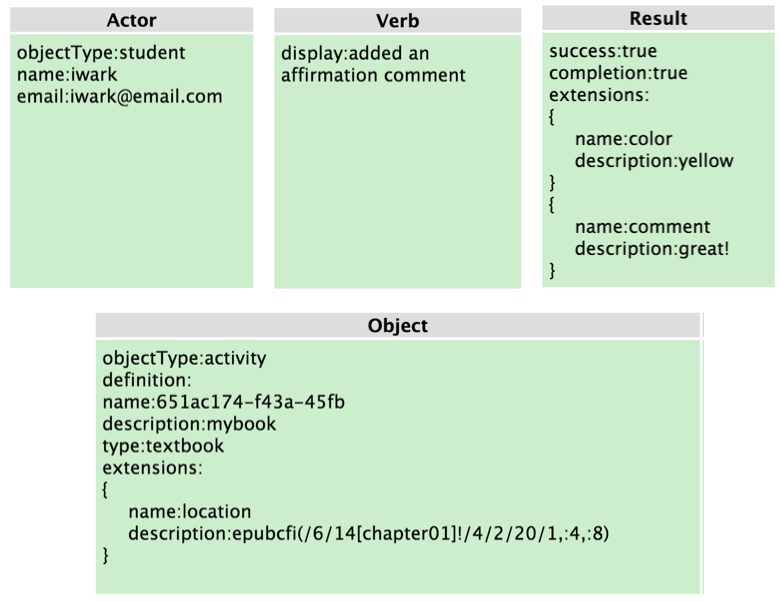 Actor
objectType:student
name:iwark
email:iwark@email.com
Verb
display:added an
affirmation comment
Result
success:true
completion:true
extensions:
{
name:color
description:yellow
}
{
name:comment
description:great!
}
Object
objectType:activity
definition:
name:651ac174-f43a-45fb
description:mybook
type:textbook
extensions:
{
name:location
description:epubcfi(/6/14[chapter01]!/4/2/20/1,:4,:8)
}